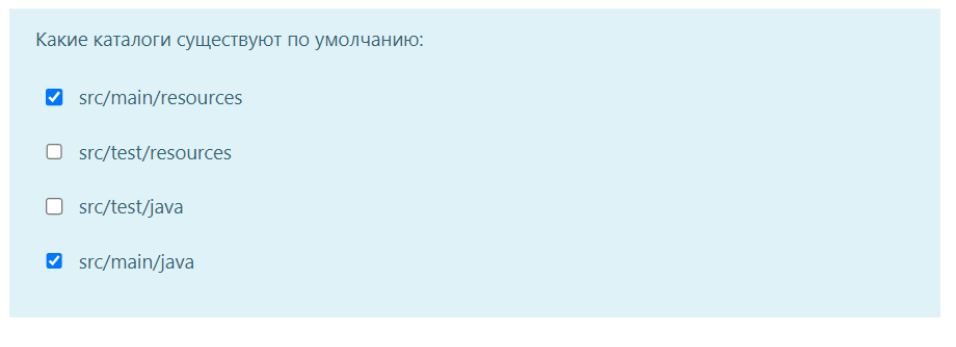 Какие каталоги существуют по умолчанию:
src/main/resources
src/test/resources
src/test/java
src/main/java